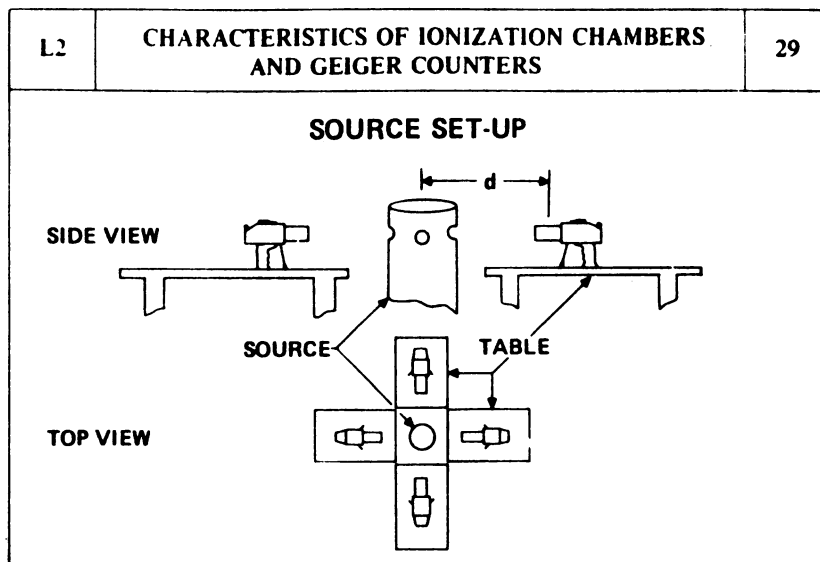 L2
CHARACTERISTICS OF IONIZATION CHAMBERS
AND GEIGER COUNTERS
29
SOURCE SET-UP
d
SIDE VIEW
SOURCE
TABLE
TOP VIEW